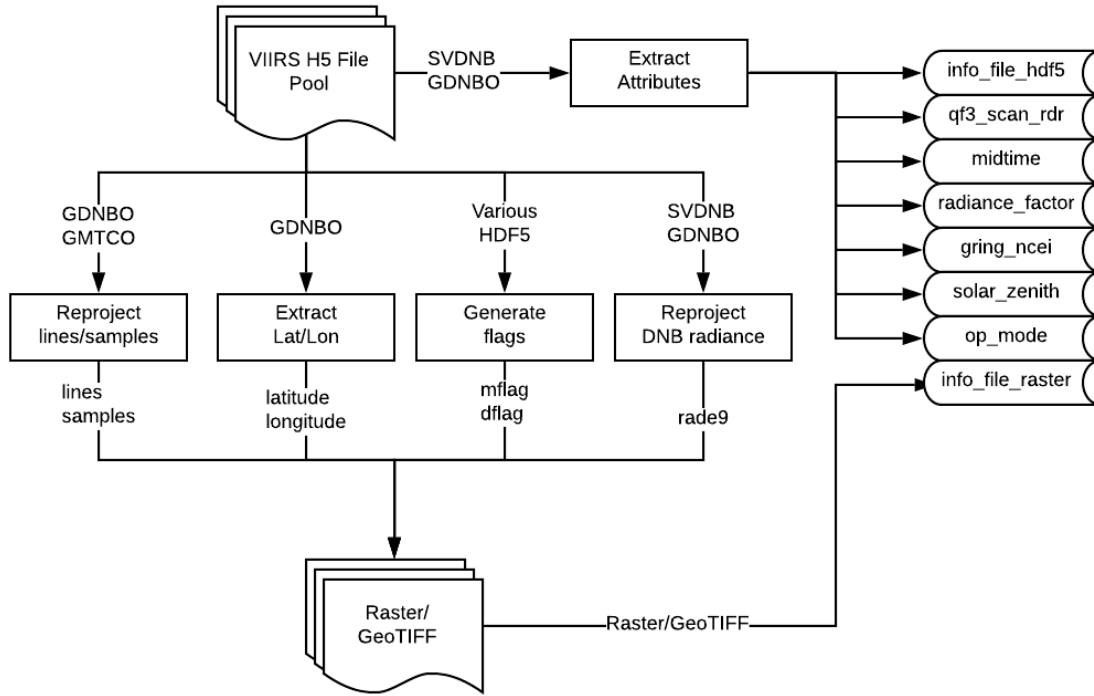 VIIRS H5 File
Pool
SVDNB
GDNBO
Extract
Attributes
info_file_hdf5
qf3_scan_rdr
midtime
radiance_factor
gring_ncei
solar_zenith
op_mode
info_file_raster
GDNBO
GMTCO
GDNBO
Various
HDF5
SVDNB
GDNBO
Reproject
lines/samples
Extract
Lat/Lon
Generate
flags
Reproject
DNB radiance
lines
samples
latitude
longitude
mflag
dflag
rade9
Raster/
GeoTIFF
Raster/GeoTIFF